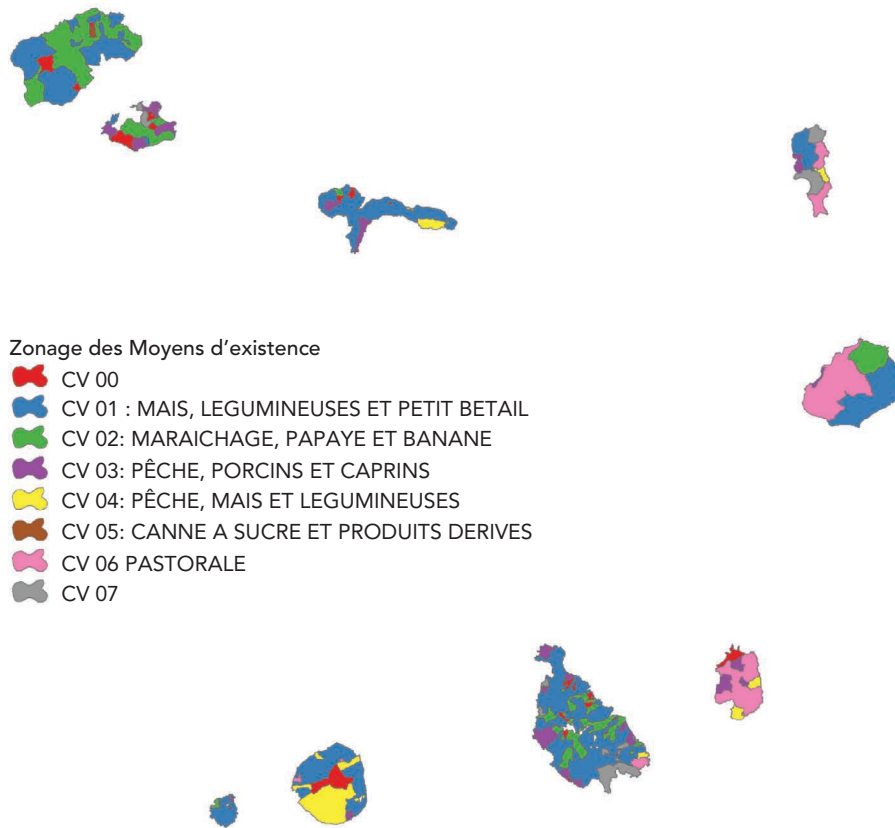 Zonage des Moyens d'existence
CV 00
CV 01 : MAIS, LEGUMINEUSES ET PETIT BETAIL
CV 02: MARAICHAGE, PAPAYE ET BANANE
CV 03: PÊCHE, PORCINS ET CAPRINS
CV 04: PÊCHE, MAIS ET LEGUMINEUSES
CV 05: CANNE A SUCRE ET PRODUITS DERIVES
CV 06 PASTORALE
CV 07